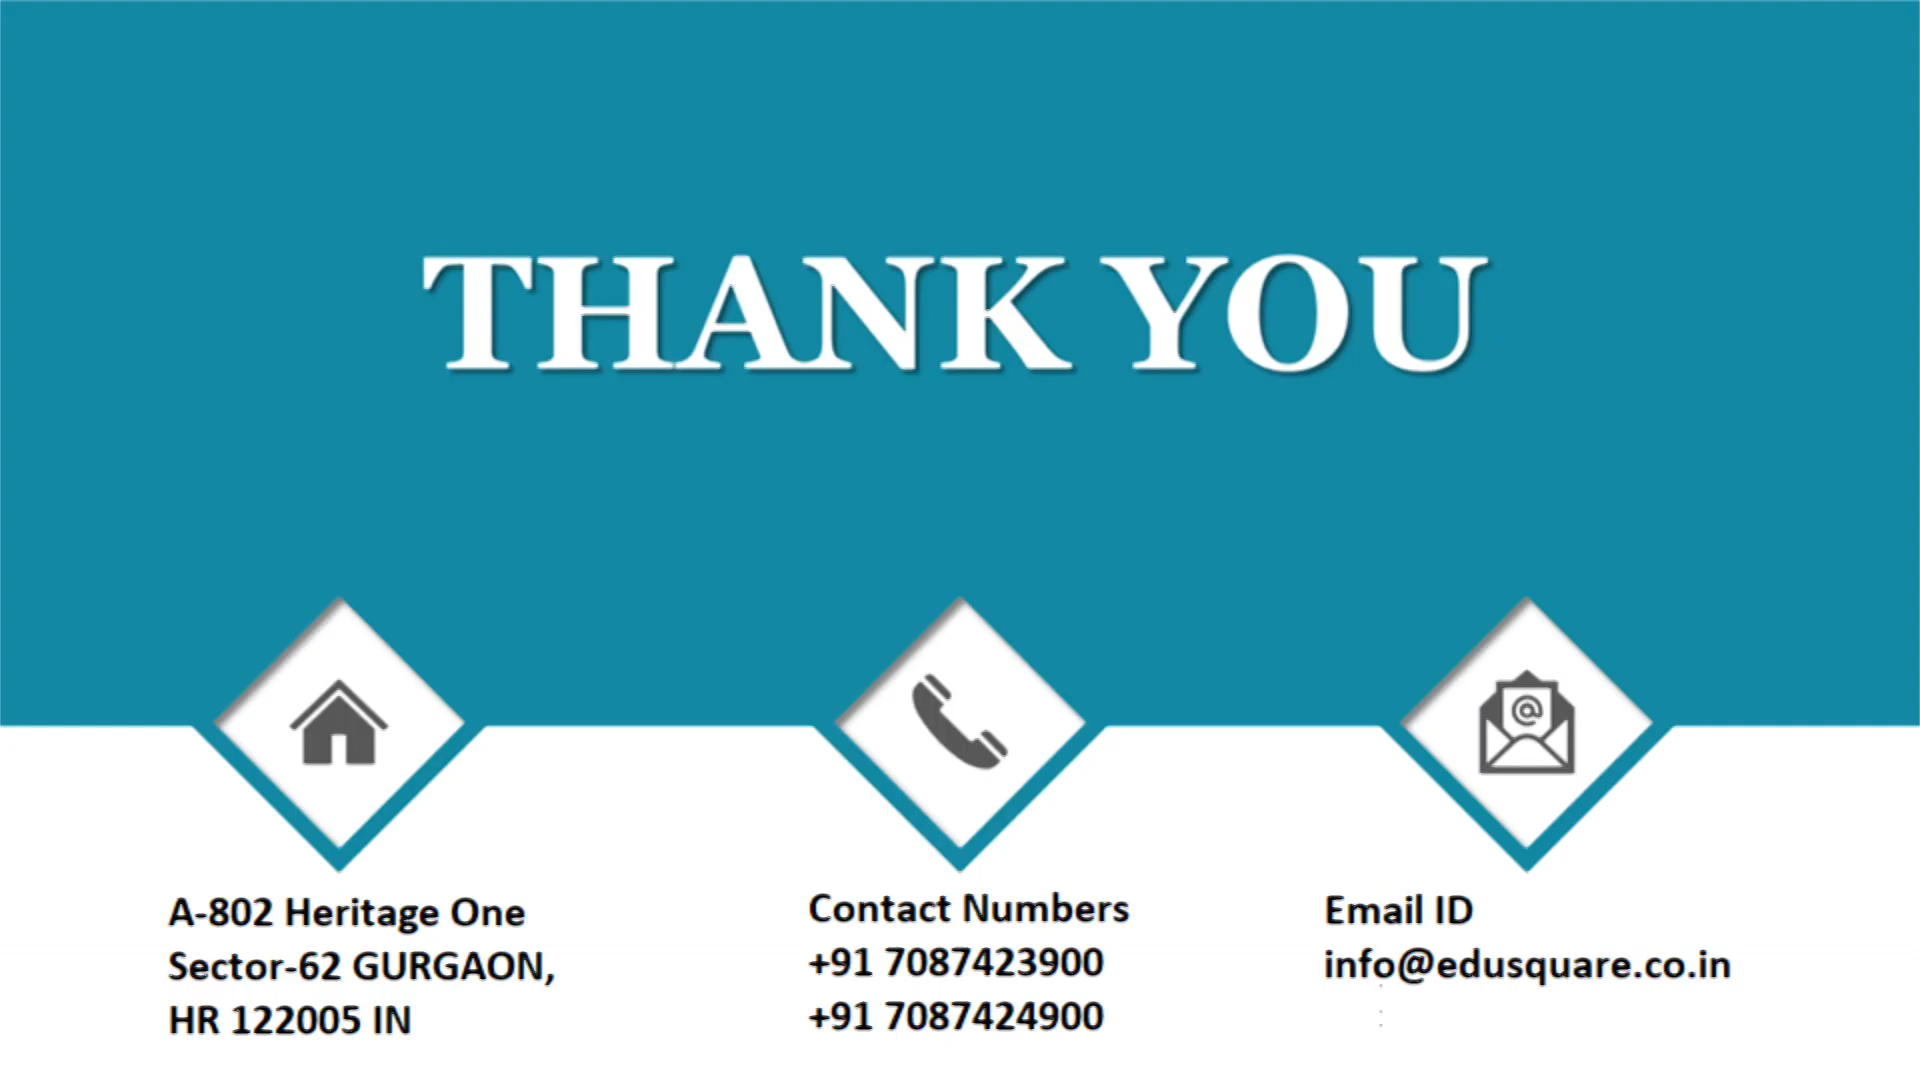 THANK YOU
A-802 Heritage One
Sector-62 GURGAON,
HR 122005 IN
Contact Numbers
+91 7087423900
+91 7087424900
Email ID
info@edusquare.co.in